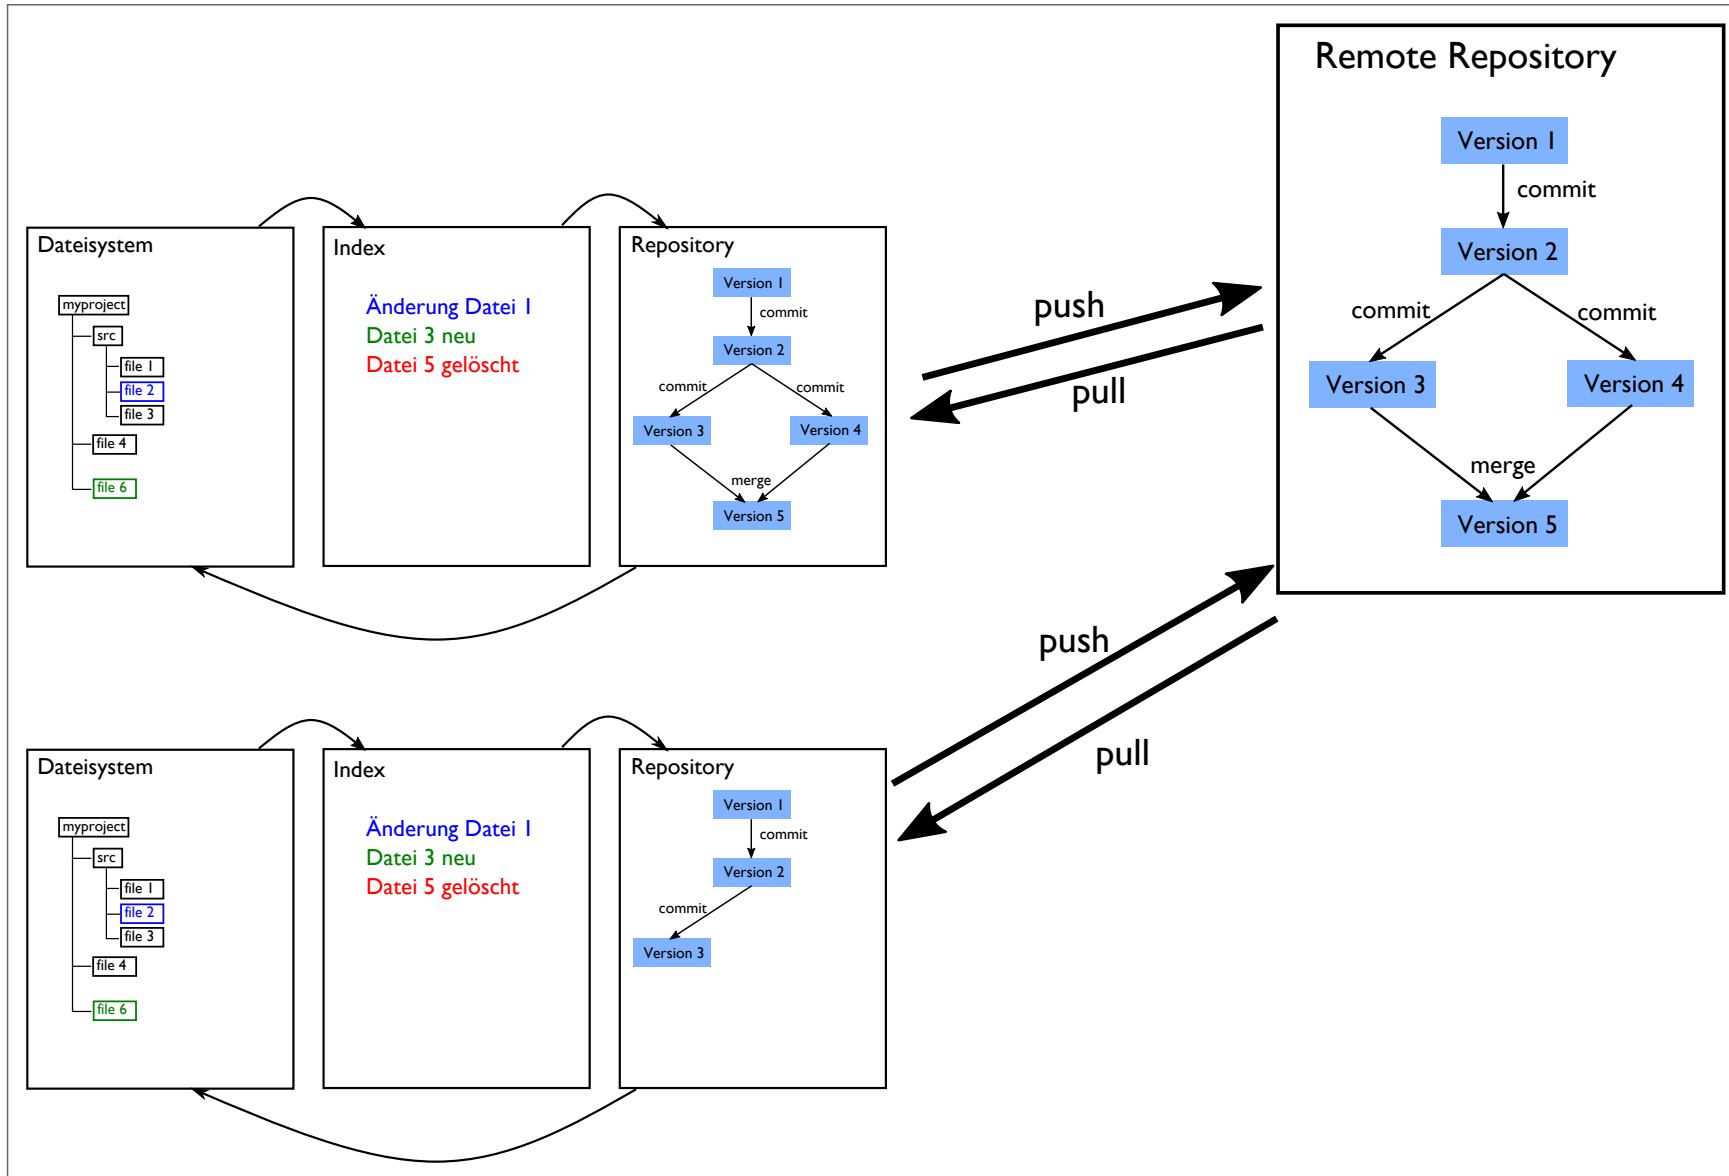 Remote Repository
Version 1
commit
Version 2
commit
commit
Version 3
Version 4
merge
Version 5
push
pull
Dateisystem
myproject
src
file 1
file 2
file 3
file 4
file 6
Index
Änderung Datei 1
Datei 3 neu
Datei 5 gelöscht
Repository
Version 1
commit
Version 2
commit
commit
Version 3
Version 4
merge
Version 5
push
pull
Dateisystem
myproject
src
file 1
file 2
file 3
file 4
file 6
Index
Änderung Datei 1
Datei 3 neu
Datei 5 gelöscht
Repository
Version 1
commit
Version 2
commit
Version 3